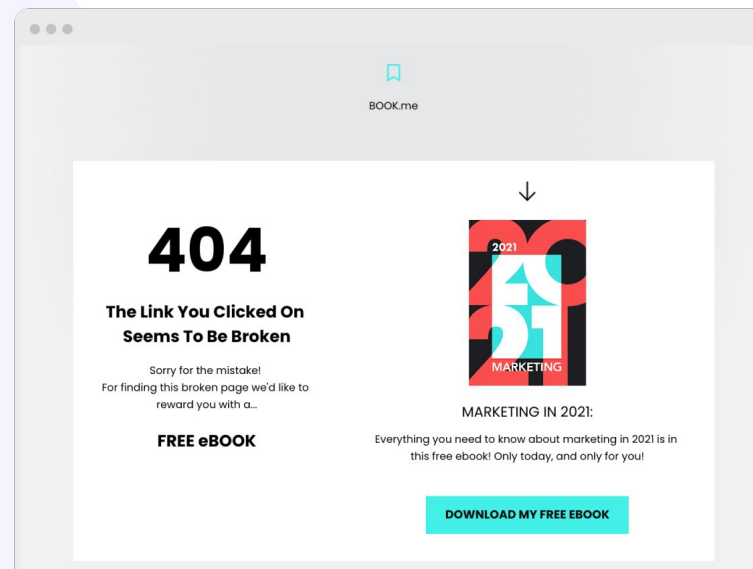 BOOK.me
404
The Link You Clicked On
Seems To Be Broken
Sorry for the mistake!
For finding this broken page we'd like to
reward you with a...
FREE eBOOK
2021
2021
20
21
MARKETING
MARKETING IN 2021:
Everything you need to know about marketing in 2021 is in
this free ebook! Only today, and only for you!
DOWNLOAD MY FREE EBOOK